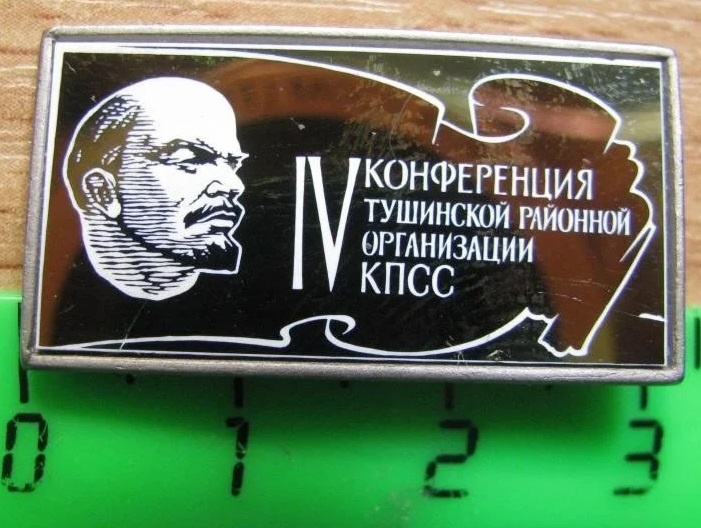 IV КОНФЕРЕНЦИЯ
ТУШИНСКОЙ РАЙОННОЙ
ОРГАНИЗАЦИИ
КПСС
0 1 2 3